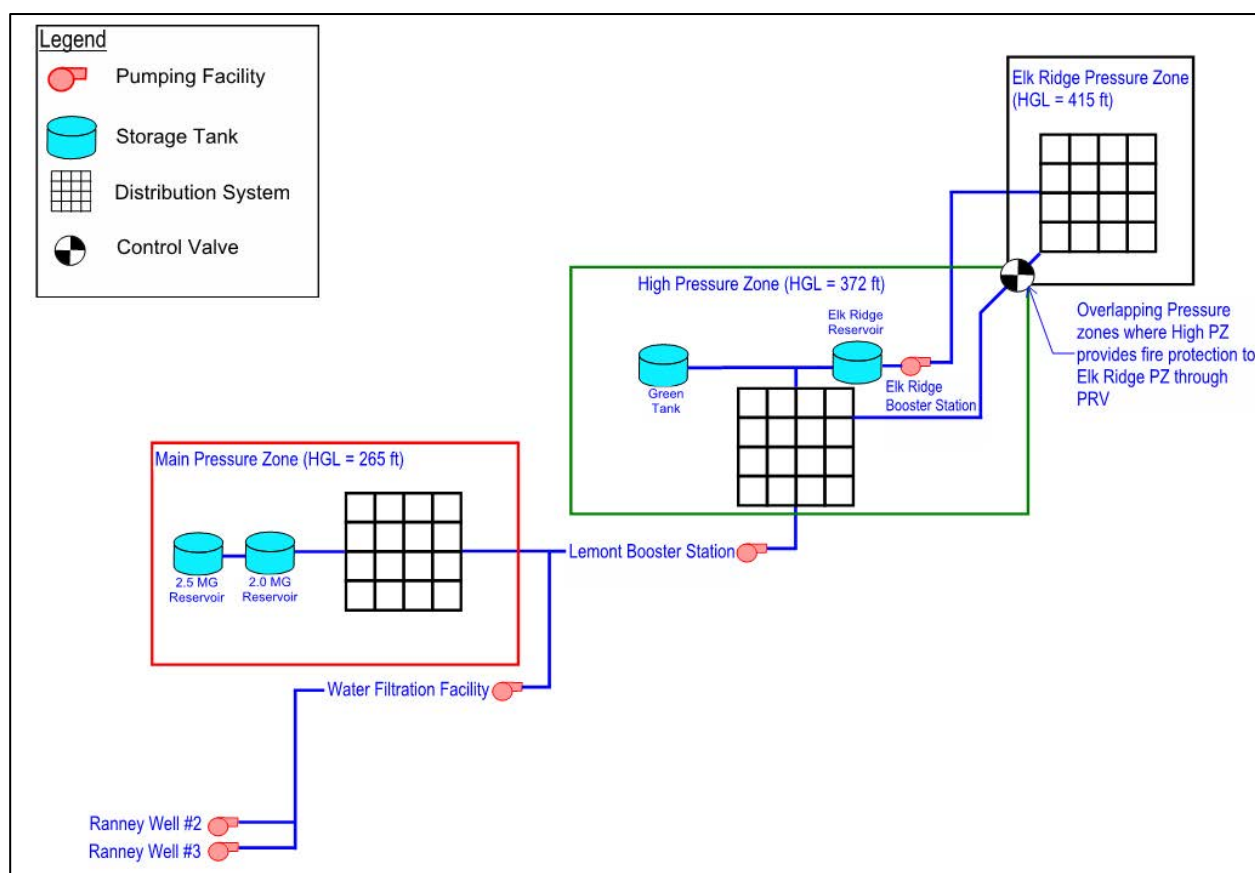 Legend
Pumping Facility
Storage Tank
Distribution System
Control Valve
Elk Ridge Pressure Zone
(HGL = 415 ft)
High Pressure Zone (HGL = 372 ft)
Elk Ridge
Reservoir
Green
Tank
Elk Ridge
Booster Station
Overlapping Pressure
zones where High PZ
provides fire protection to
Elk Ridge PZ through
PRV
Main Pressure Zone (HGL = 265 ft)
2.5 MG
Reservoir
2.0 MG
Reservoir
Lemont Booster Station
Water Filtration Facility
Ranney Well #2
Ranney Well #3